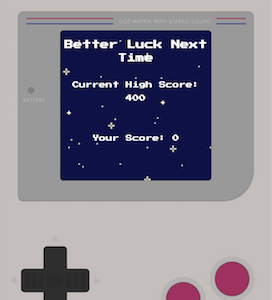 DOT MATRIX WITH STEREO SOUND
Better Luck Next
Time
Current High Score:
400
BATTERY
Your Score: 0